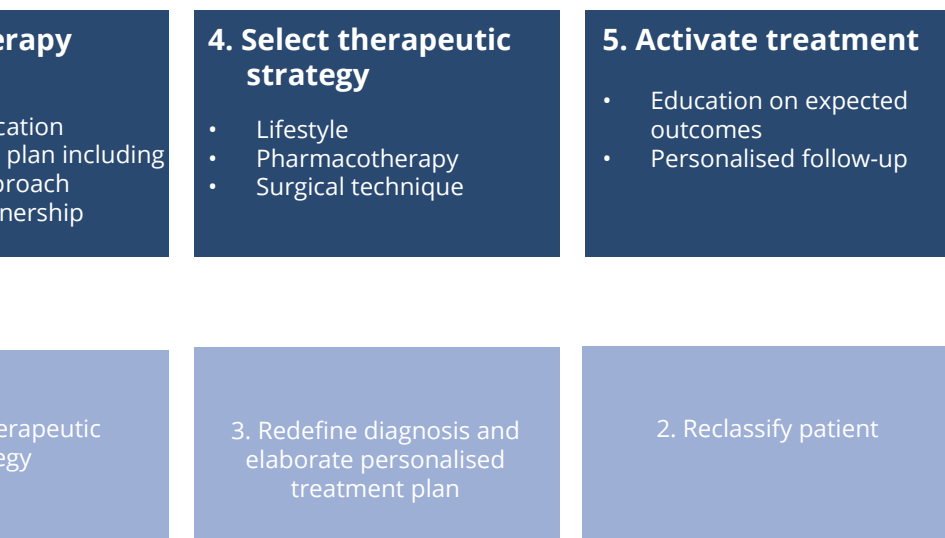 erapy
cation
plan including
proach
nership
4. Select therapeutic
strategy
• Lifestyle
• Pharmacotherapy
• Surgical technique
5. Activate treatment
• Education on expected
outcomes
• Personalised follow-up
erapeutic
egy
3. Redefine diagnosis and
elaborate personalised
treatment plan
2. Reclassify patient